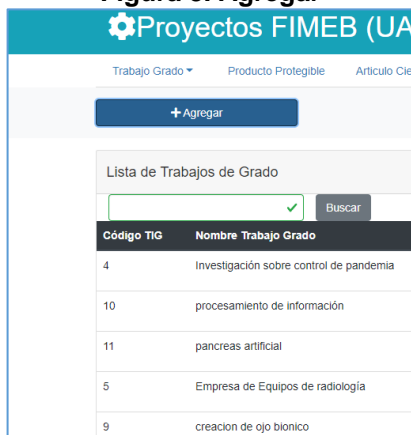 Proyectos FIMEB (UA
Trabajo Grado Producto Protegible Articulo Cie
+ Agregar
Lista de Trabajos de Grado
Buscar
Código TIG Nombre Trabajo Grado
4 Investigación sobre control de pandemia
10 procesamiento de información
11 pancreas artificial
5 Empresa de Equipos de radiología
9 creacion de ojo bionico